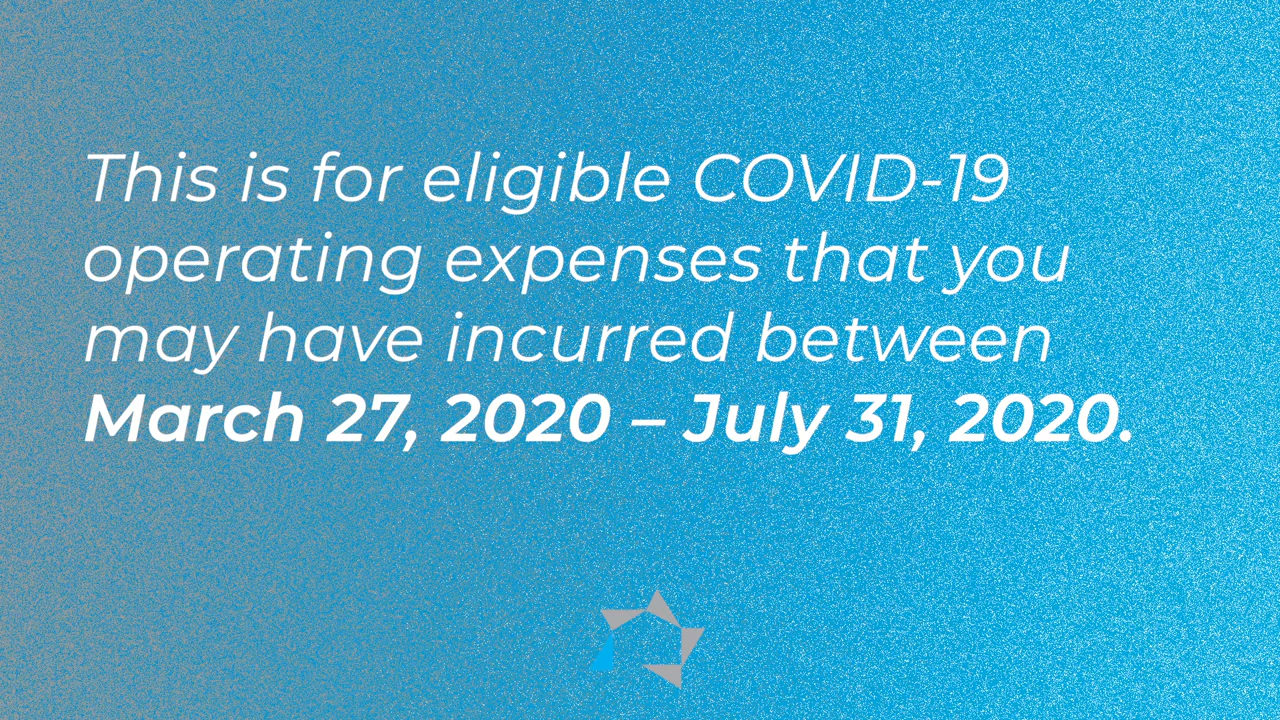 This is for eligible COVID-19
operating expenses that you
may have incurred between
March 27, 2020 – July 31, 2020.